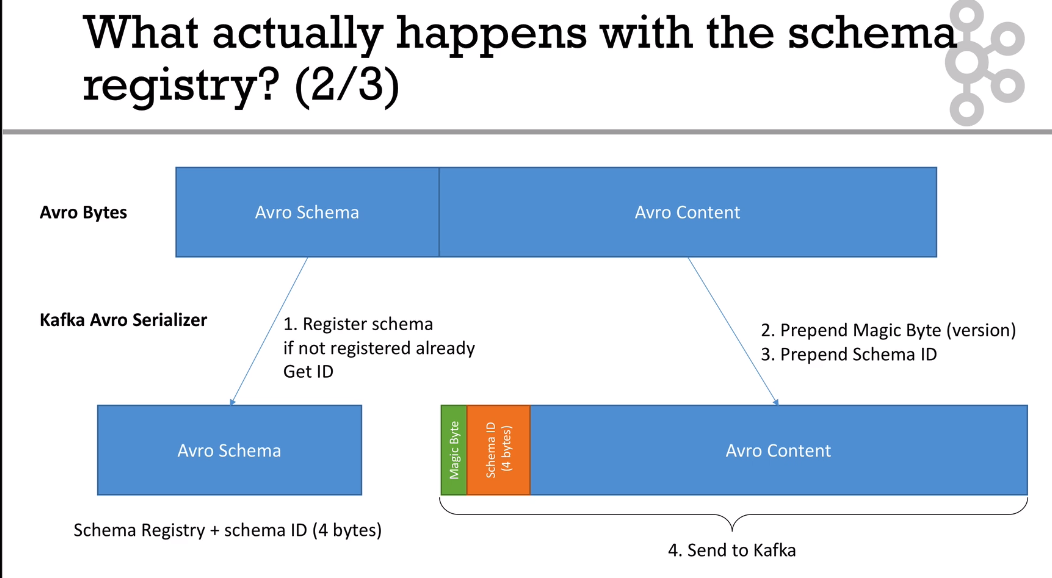 What actually happens with the schema
registry? (2/3)
Avro Bytes
Avro Schema
Avro Content
Kafka Avro Serializer
1. Register schema
if not registered already
Get ID
2. Prepend Magic Byte (version)
3. Prepend Schema ID
Avro Schema
Magic Byte
Schema ID
(4 bytes)
Avro Content
Schema Registry + schema ID (4 bytes)
4. Send to Kafka